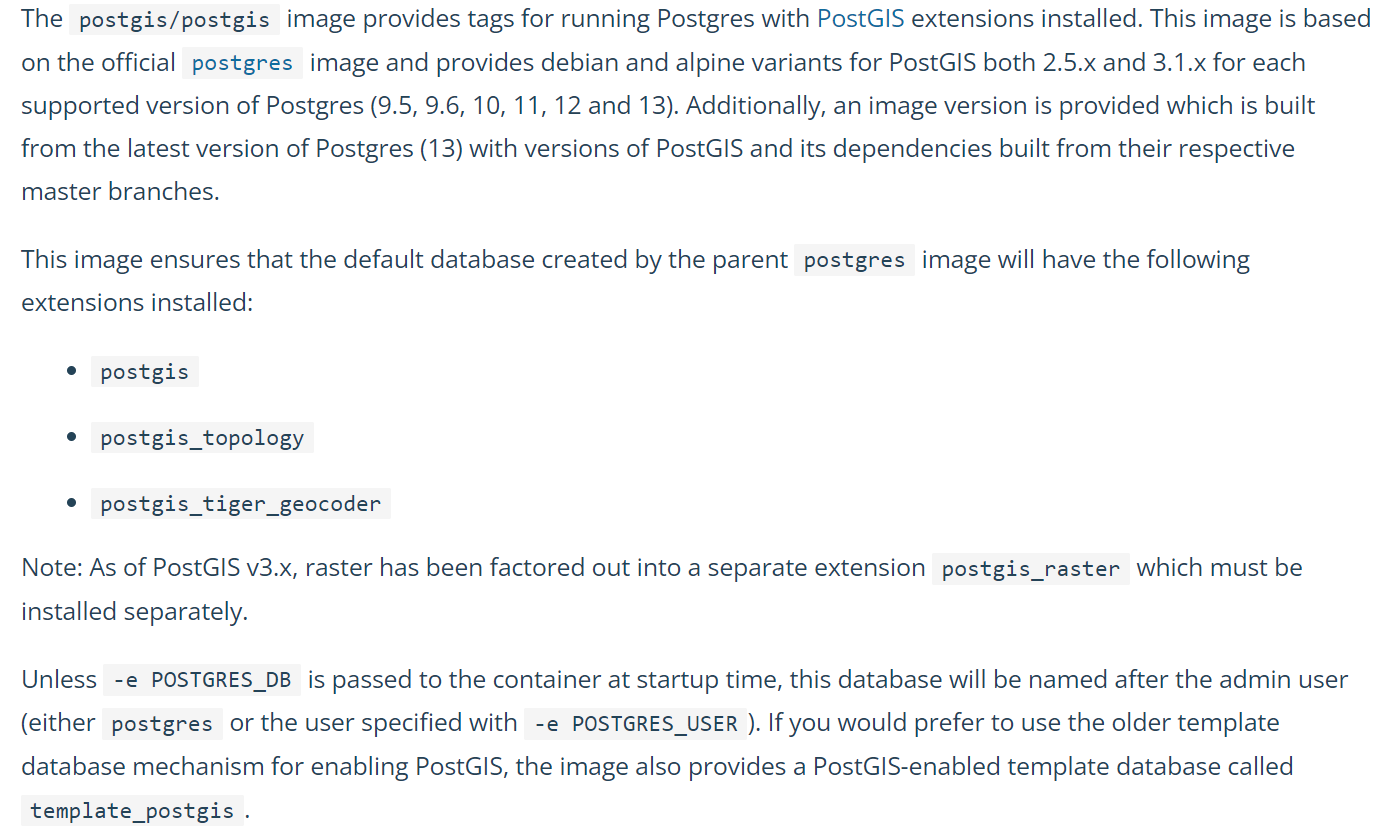 The postgis/postgis image provides tags for running Postgres with PostGIS extensions installed. This image is based
on the official postgres image and provides debian and alpine variants for PostGIS both 2.5.x and 3.1.x for each
supported version of Postgres (9.5, 9.6, 10, 11, 12 and 13). Additionally, an image version is provided which is built
from the latest version of Postgres (13) with versions of PostGIS and its dependencies built from their respective
master branches.
This image ensures that the default database created by the parent postgres image will have the following
extensions installed:
• postgis
• postgis_topology
• postgis_tiger_geocoder
Note: As of PostGIS v3.x, raster has been factored out into a separate extension postgis_raster which must be
installed separately.
Unless -e POSTGRES_DB is passed to the container at startup time, this database will be named after the admin user
(either postgres or the user specified with -e POSTGRES_USER ). If you would prefer to use the older template
database mechanism for enabling PostGIS, the image also provides a PostGIS-enabled template database called
template_postgis .